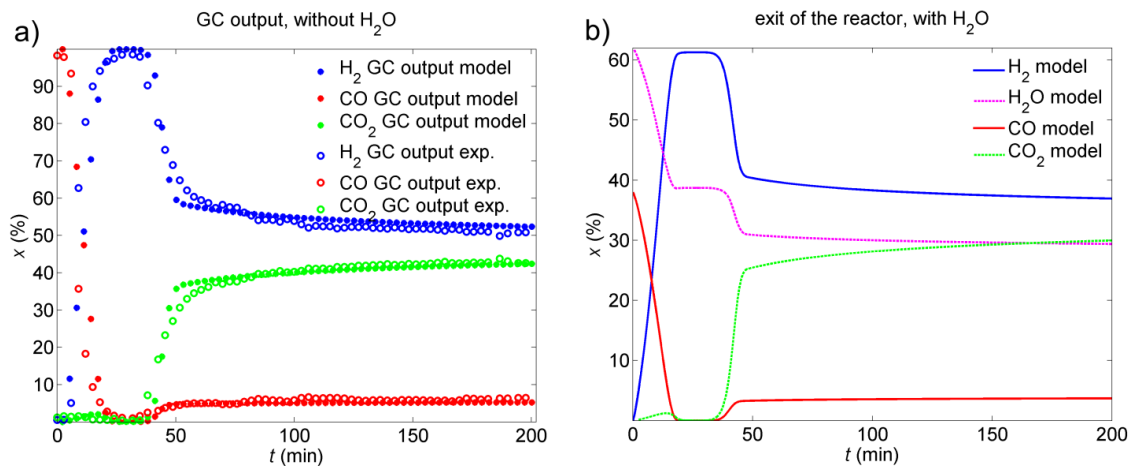 a)
GC output, without H₂O
x (%)
90
80
70
60
50
40
30
20
10
0
50
100
150
200
t (min)
H₂ GC output model
CO GC output model
CO₂ GC output model
H₂ GC output exp.
CO GC output exp.
CO₂ GC output exp.
b)
exit of the reactor, with H₂O
x (%)
60
50
40
30
20
10
0
0
50
100
150
200
t (min)
H₂ model
H₂O model
CO model
CO₂ model